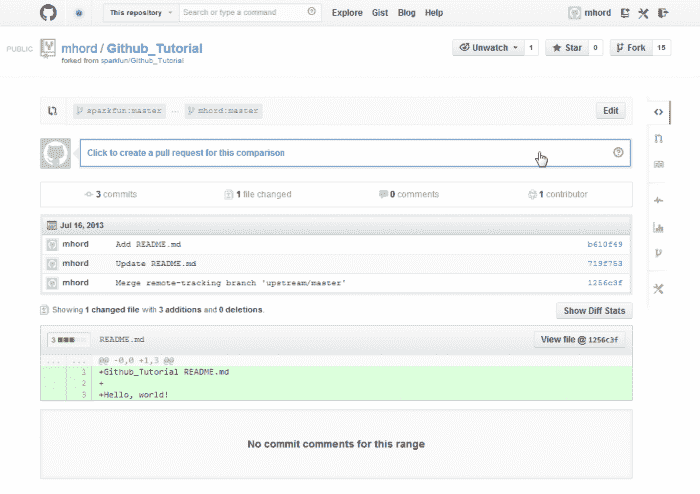 This repository Search or type a command Explore Gist Blog Help mhord
PUBLIC mhord / Github_Tutorial Unwatch 1 Star 0 Fork 15
forked from sparkfun/Github_Tutorial
sparkfun:master ... mhord:master Edit
Click to create a pull request for this comparison
3 commits 1 file changed 0 comments 1 contributor
Jul 16, 2013
mhord Add README.md b610f49
mhord Update README.md 719f753
mhord Merge remote-tracking branch 'upstream/master' 1256c3f
Showing 1 changed file with 3 additions and 0 deletions. Show Diff Stats
3 README.md View file @ 1256c3f
... ... @@ -0,0 +1,3 @@
1 +Github_Tutorial README.md
2 +
3 +Hello, world!
No commit comments for this range